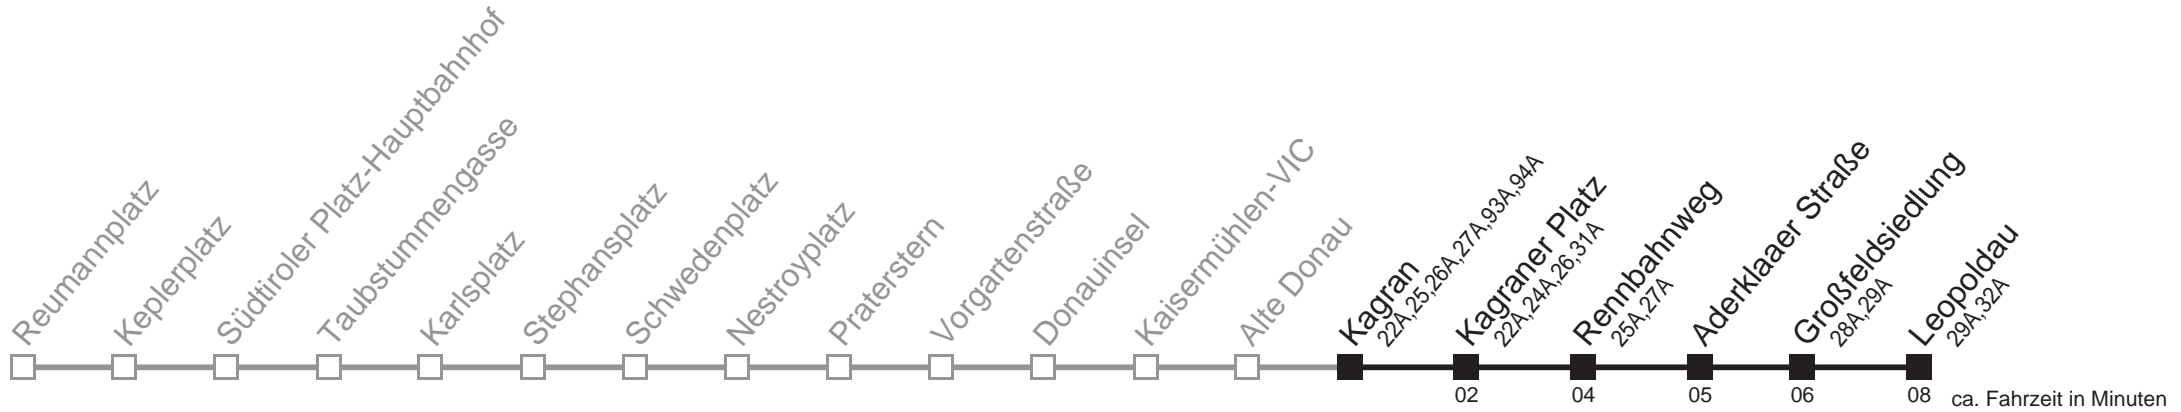 Reumannplatz
Keplerplatz
Südtiroler Platz-Hauptbahnhof
Taubstummengasse
Karlsplatz
Stephansplatz
Schwedenplatz
Nestroyplatz
Praterstern
Vorgartenstraße
Donauinsel
Kaisermühlen-VIC
Alte Donau
Kagran
22A,25,26A,27A,93A,94A
Kagraner Platz
22A,24A,26,31A
Rennbahnweg
25A,27A
Aderklaaer Straße
Großfeldsiedlung
28A,29A
Leopoldau
29A,32A
02
04
05
06
08
ca. Fahrzeit in Minuten